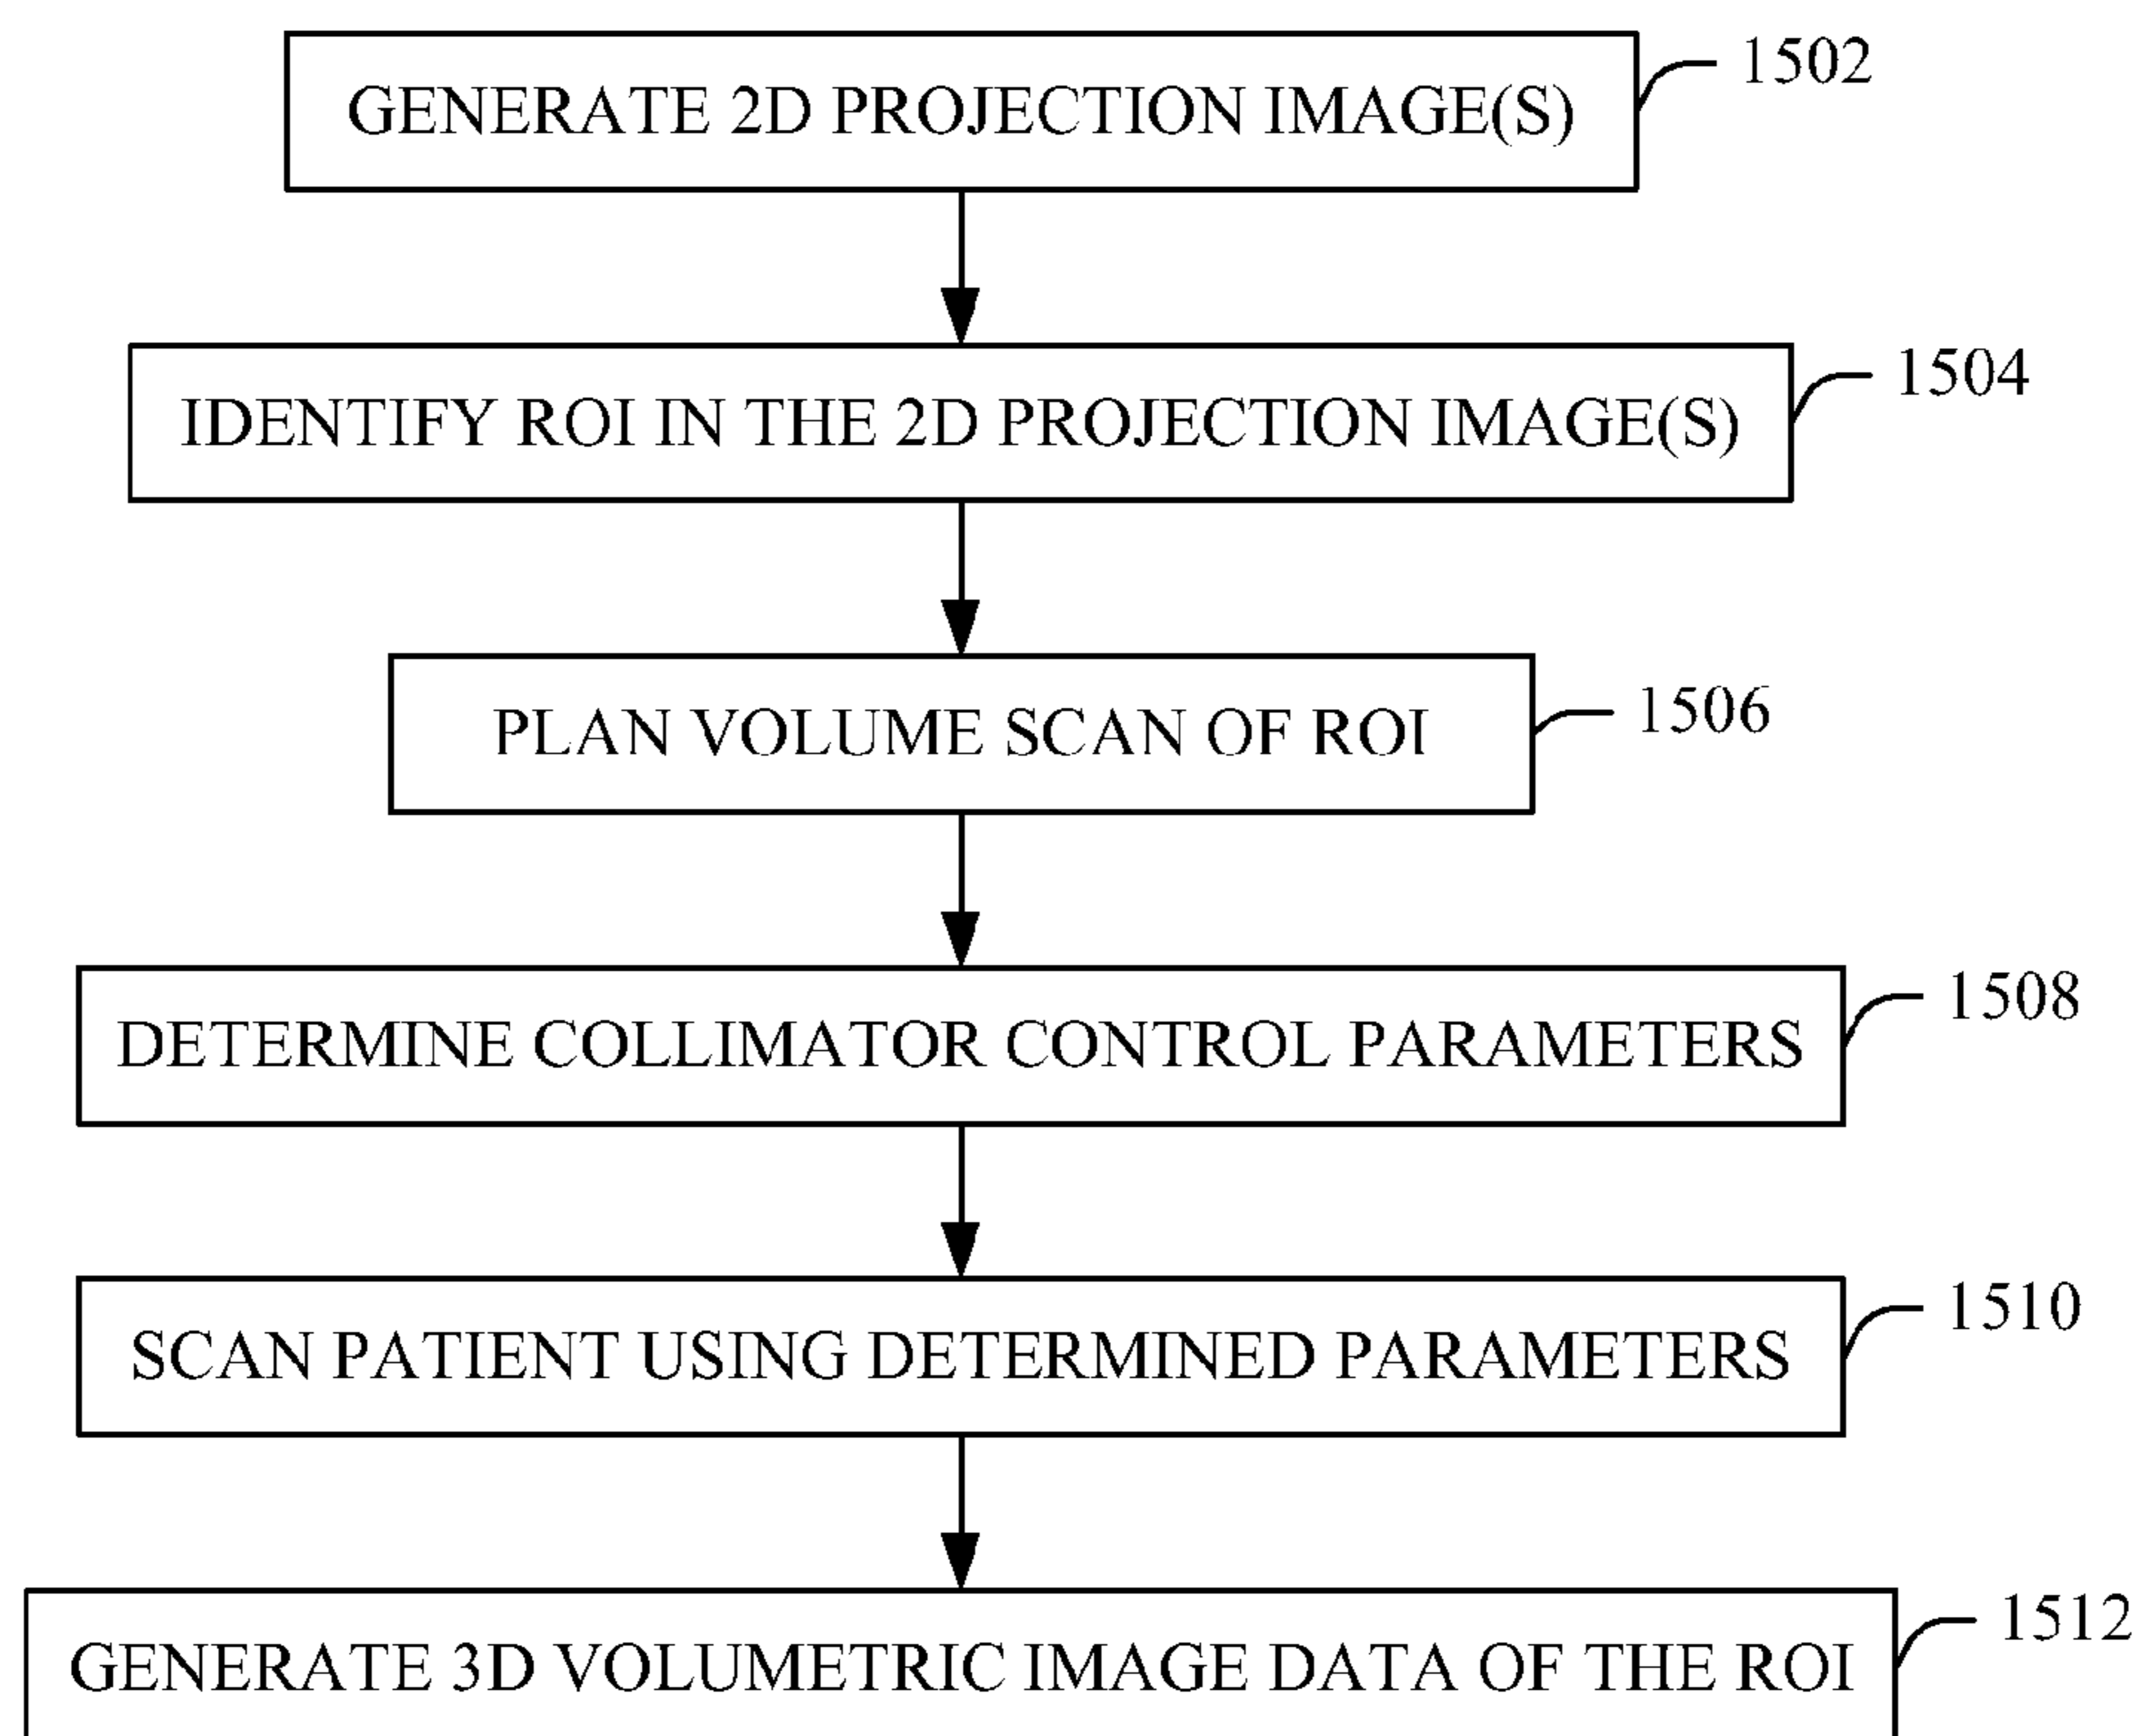 GENERATE 2D PROJECTION IMAGE(S)
1502
IDENTIFY ROI IN THE 2D PROJECTION IMAGE(S)
1504
PLAN VOLUME SCAN OF ROI
1506
DETERMINE COLLIMATOR CONTROL PARAMETERS
1508
SCAN PATIENT USING DETERMINED PARAMETERS
1510
GENERATE 3D VOLUMETRIC IMAGE DATA OF THE ROI
1512